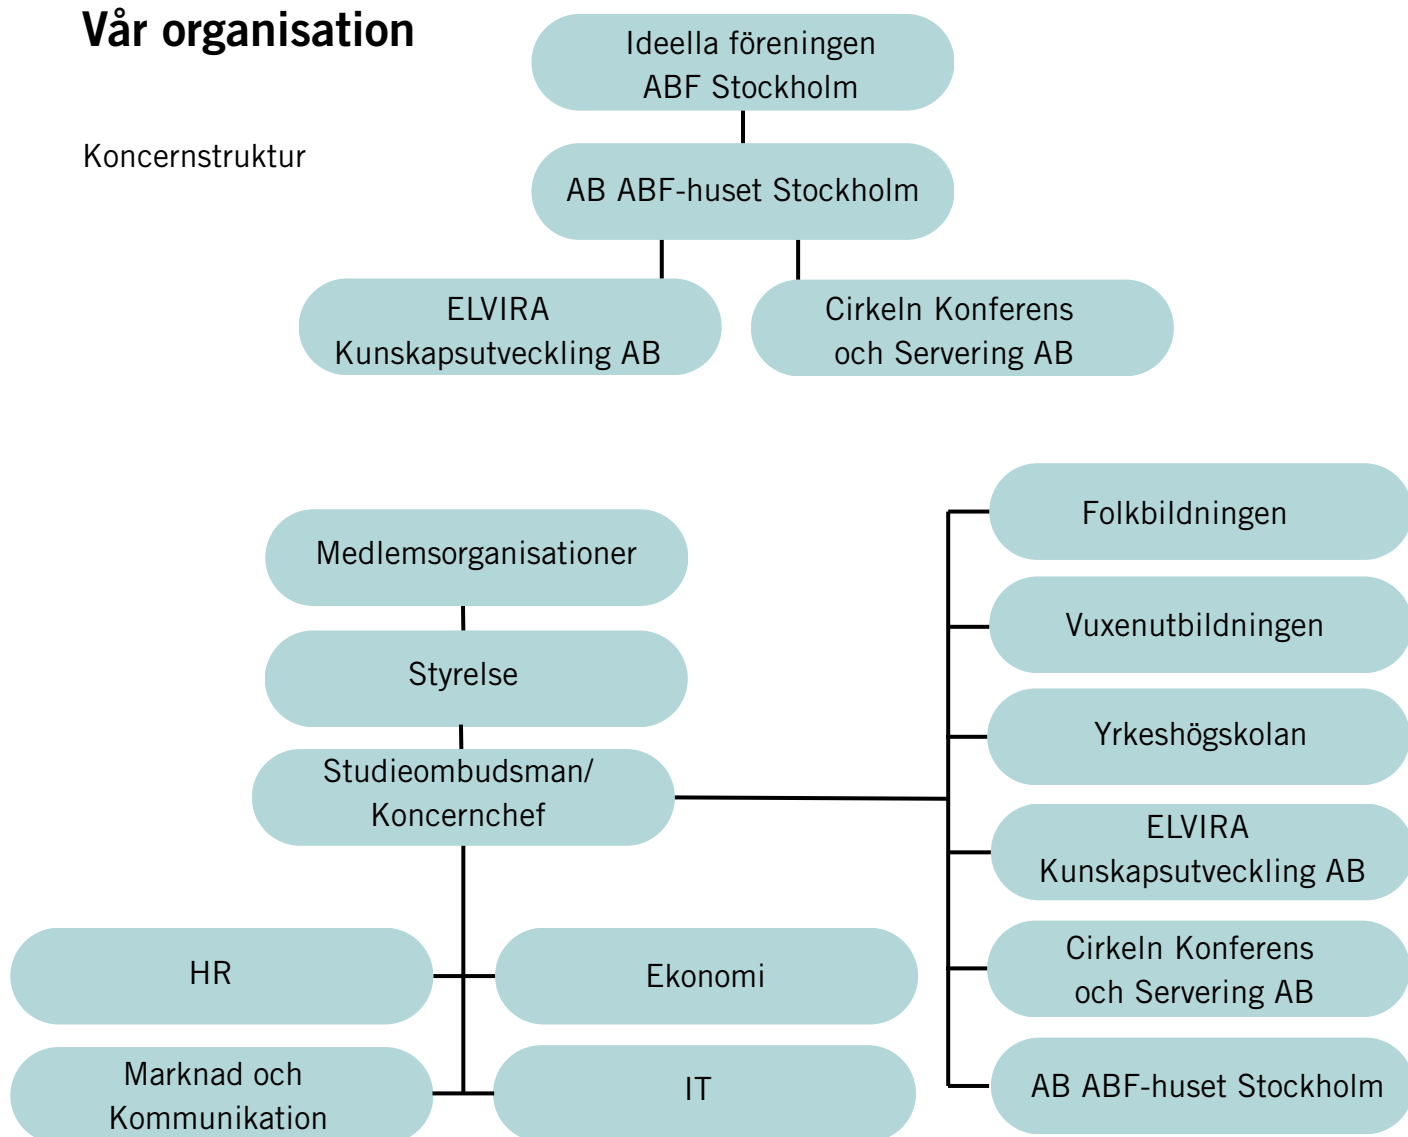 Vår organisation
Koncernstruktur
Ideella föreningen
ABF Stockholm
AB ABF-huset Stockholm
ELVIRA
Kunskapsutveckling AB
Cirkeln Konferens
och Servering AB
Medlemsorganisationer
Styrelse
Studieombudsman/
Koncernchef
HR
Ekonomi
Marknad och
Kommunikation
IT
Folkbildningen
Vuxenutbildningen
Yrkeshögskolan
ELVIRA
Kunskapsutveckling AB
Cirkeln Konferens
och Servering AB
AB ABF-huset Stockholm